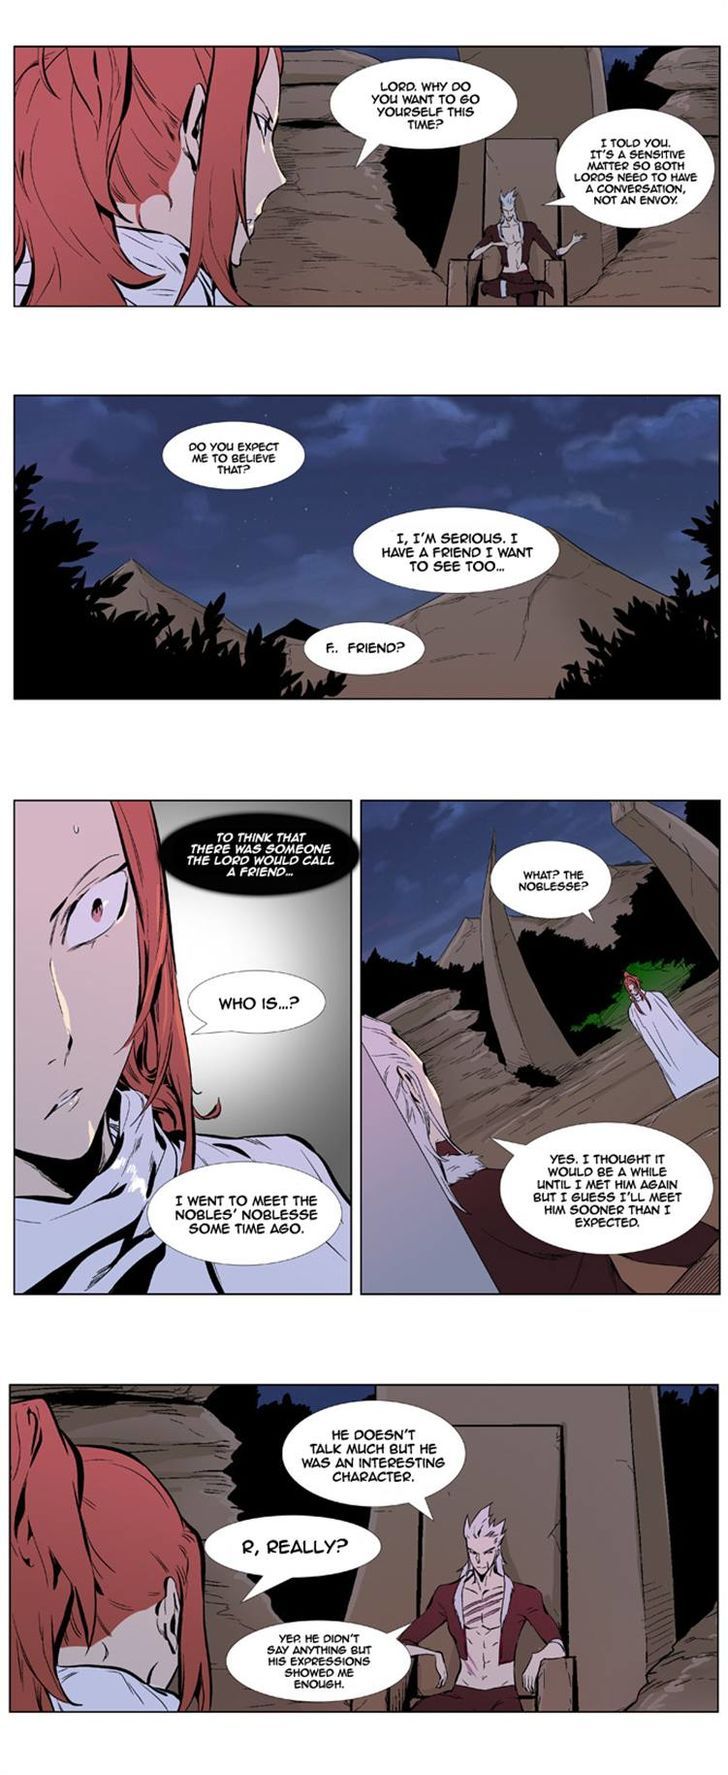 LORD. WHY DO
YOU WANT TO GO
YOURSELF THIS
TIME?
I TOLD YOU.
IT'S A SENSITIVE
MATTER SO BOTH
LORDS NEED TO HAVE
A CONVERSATION,
NOT AN ENVOY.
DO YOU EXPECT
ME TO BELIEVE
THAT?
I, I'M SERIOUS. I
HAVE A FRIEND I WANT
TO SEE TOO...
F.. FRIEND?
TO THINK THAT
THERE WAS SOMEONE
THE LORD WOULD CALL
A FRIEND...
WHO IS...?
I WENT TO MEET THE
NOBLES' NOBLESSE
SOME TIME AGO.
WHAT? THE
NOBLESSE?
YES. I THOUGHT IT
WOULD BE A WHILE
UNTIL I MET HIM AGAIN
BUT I GUESS I'LL MEET
HIM SOONER THAN I
EXPECTED.
HE DOESN'T
TALK MUCH BUT HE
WAS AN INTERESTING
CHARACTER.
R, REALLY?
YEP. HE DIDN'T
SAY ANYTHING BUT
HIS EXPRESSIONS
SHOWED ME
ENOUGH.